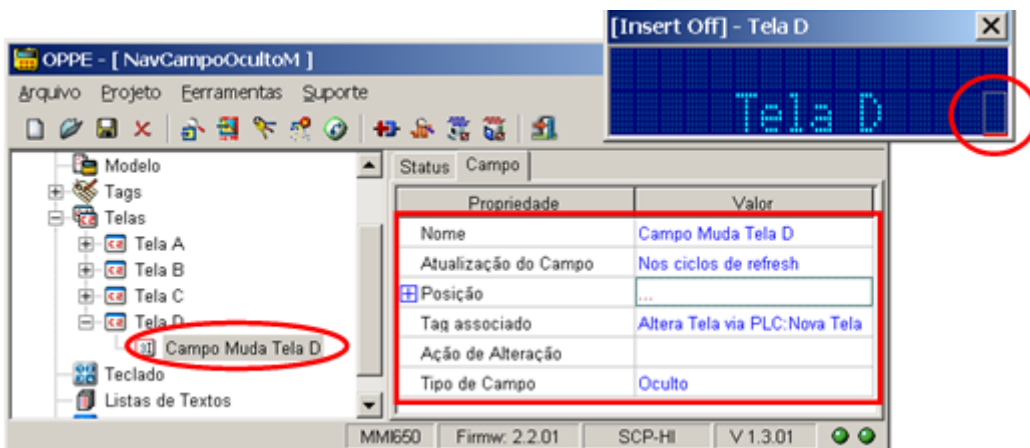 [Insert Off] - Tela D
Tela D
OPPE - [ NavCampoOcultoM ]
Arquivo Projeto Ferramentas Suporte
Modelo
Tags
Telas
Tela A
Tela B
Tela C
Tela D
Campo Muda Tela D
Teclado
Listas de Textos
Status Campo
Propriedade Valor
Nome Campo Muda Tela D
Atualização do Campo Nos ciclos de refresh
Posição ...
Tag associado Altera Tela via PLC:Nova Tela
Ação de Alteração
Tipo de Campo Oculto
MMI650 Firmw: 2.2.01 SCP-HI V 1.3.01